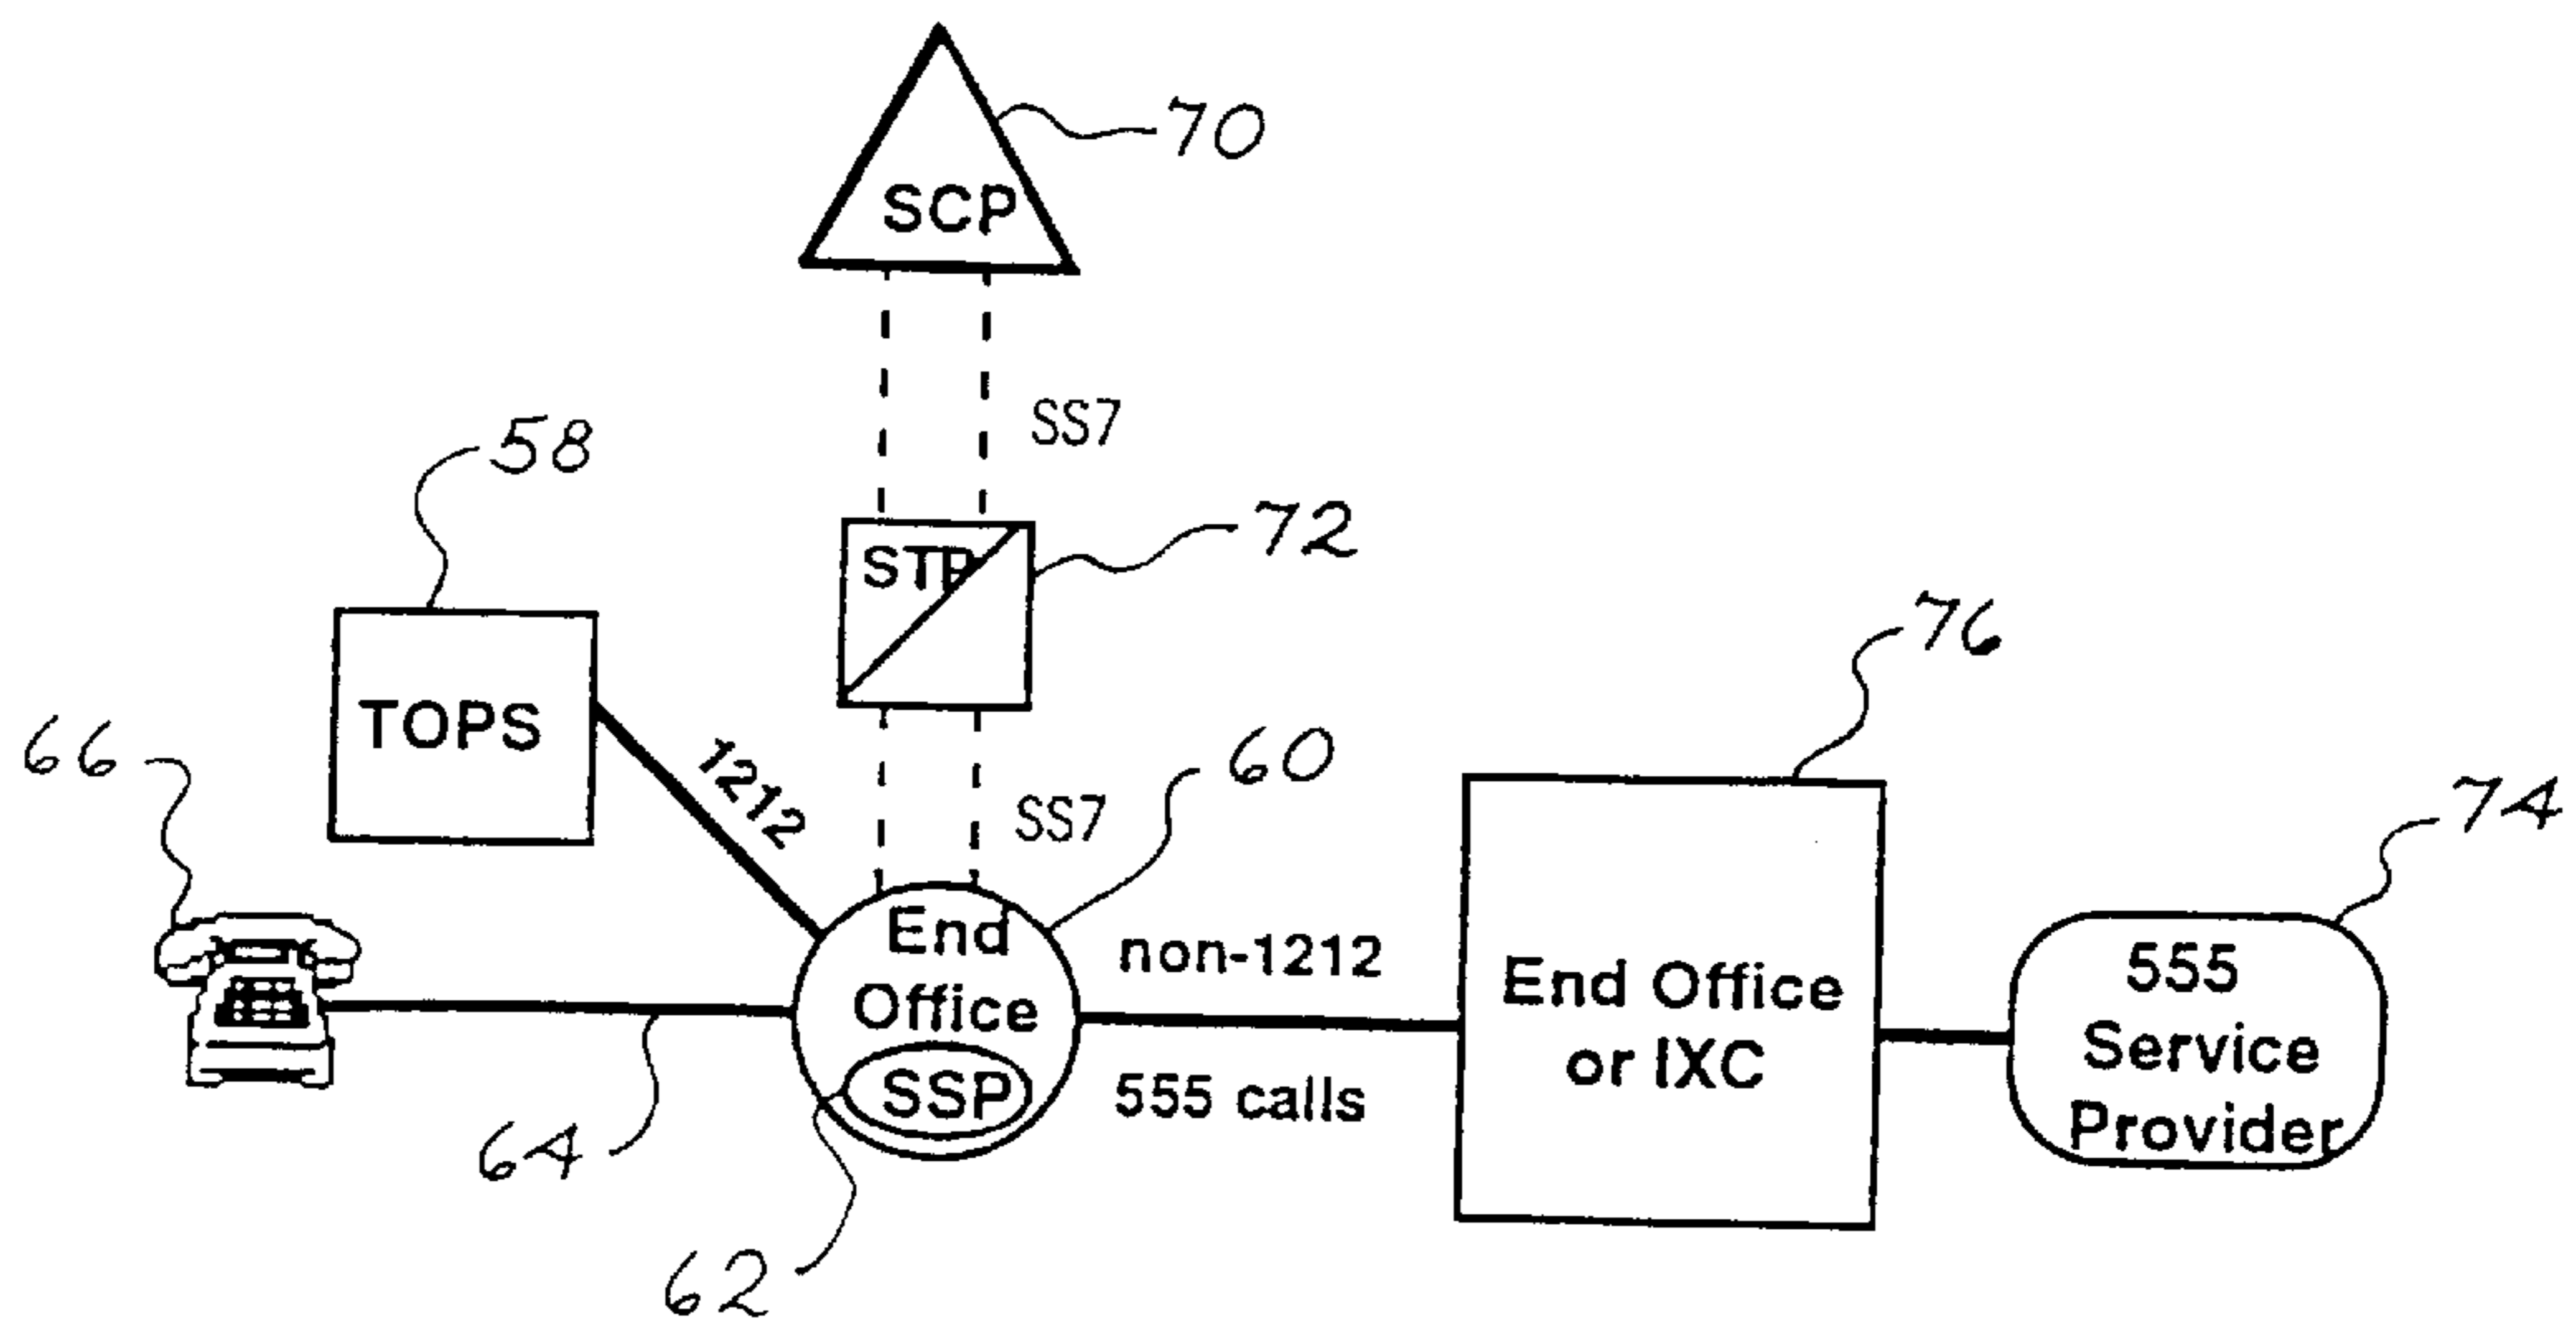 70
SCP
SS7
58
72
STP
76
TOPS
66
1212
60
SS7
74
End
Office
SSP
non-1212
555 calls
End Office
or IXC
555
Service
Provider
64
62